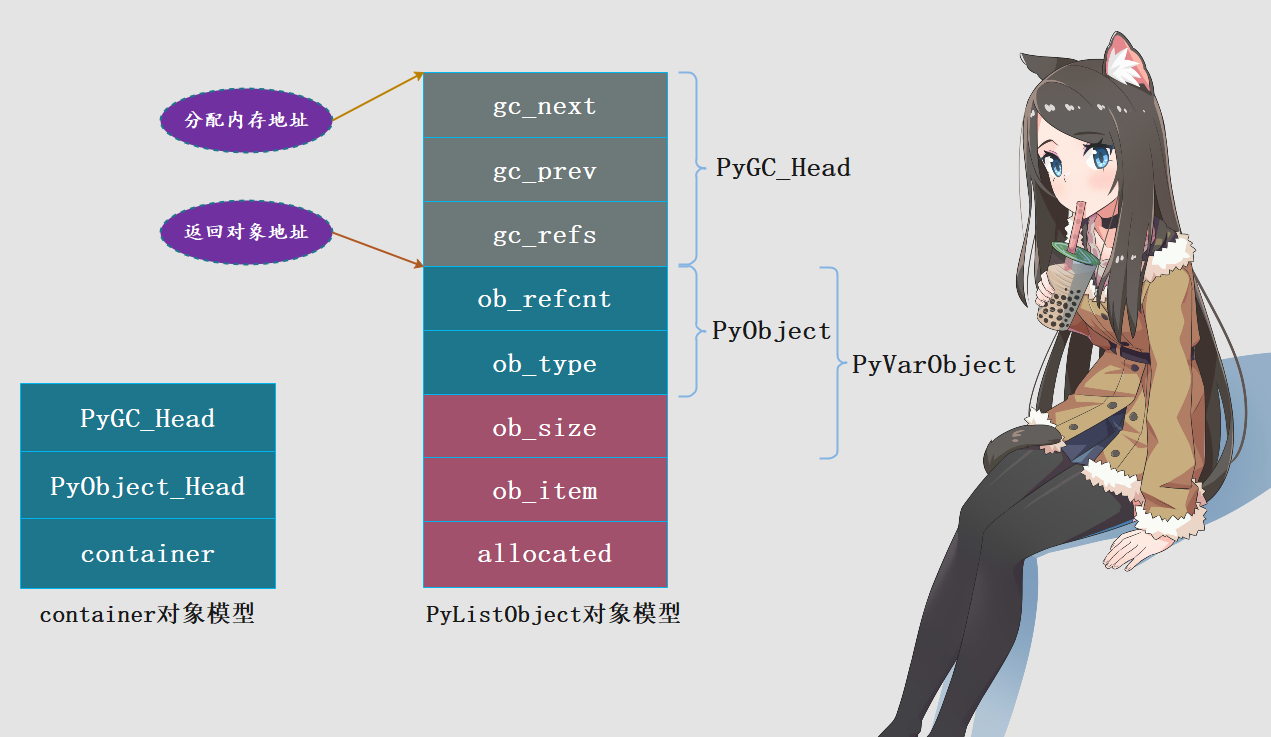 分配内存地址
返回对象地址
gc_next
gc_prev
gc_refs
ob_refcnt
ob_type
ob_size
ob_item
allocated
PyListObject对象模型
PyGC_Head
PyObject
PyVarObject
PyGC_Head
PyObject_Head
container
container对象模型